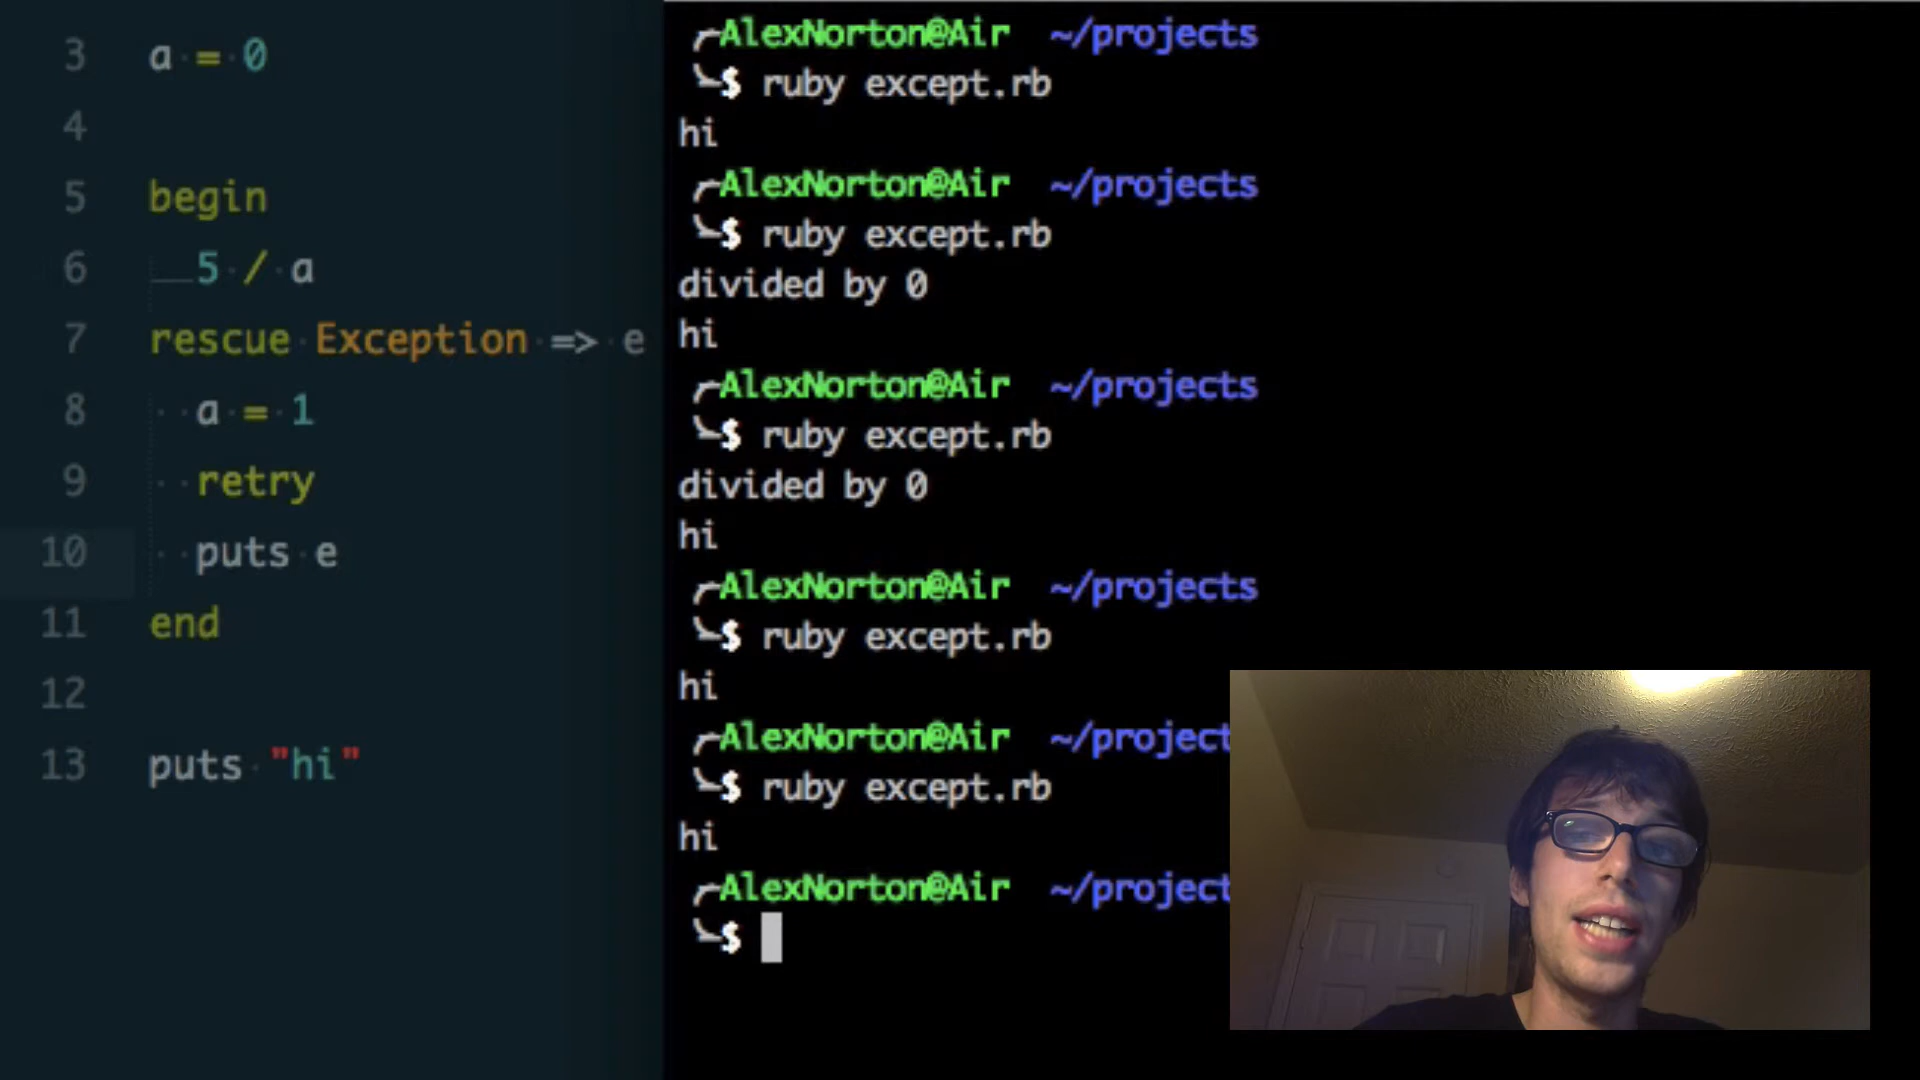 3 a = 0
4
5 begin
6 5 / a
7 rescue Exception => e
8 a = 1
9 retry
10 puts e
11 end
12
13 puts "hi"
AlexNorton@Air ~/projects
$ ruby except.rb
hi
AlexNorton@Air ~/projects
$ ruby except.rb
divided by 0
hi
AlexNorton@Air ~/projects
$ ruby except.rb
divided by 0
hi
AlexNorton@Air ~/projects
$ ruby except.rb
hi
AlexNorton@Air ~/project
$ ruby except.rb
hi
AlexNorton@Air ~/project
$